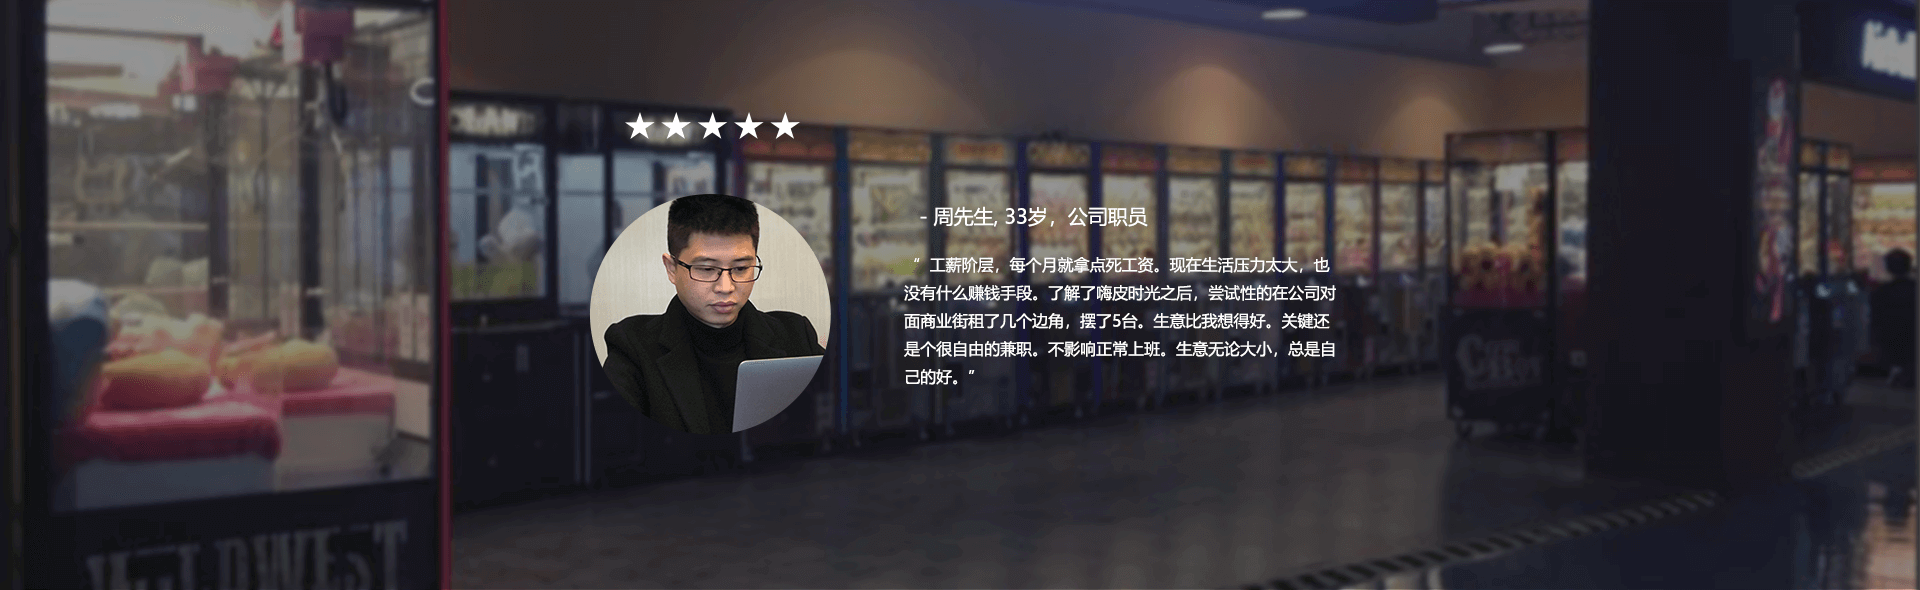 ★★★★★
- 周先生, 33岁，公司职员
“ 工薪阶层，每个月就拿点死工资。现在生活压力太大，也
没有什么赚钱手段。了解了嗨皮时光之后，尝试性的在公司对
面商业街租了几个边角，摆了5台。生意比我想得好。关键还
是个很自由的兼职。不影响正常上班。生意无论大小，总是自
己的好。”
WILDWEST